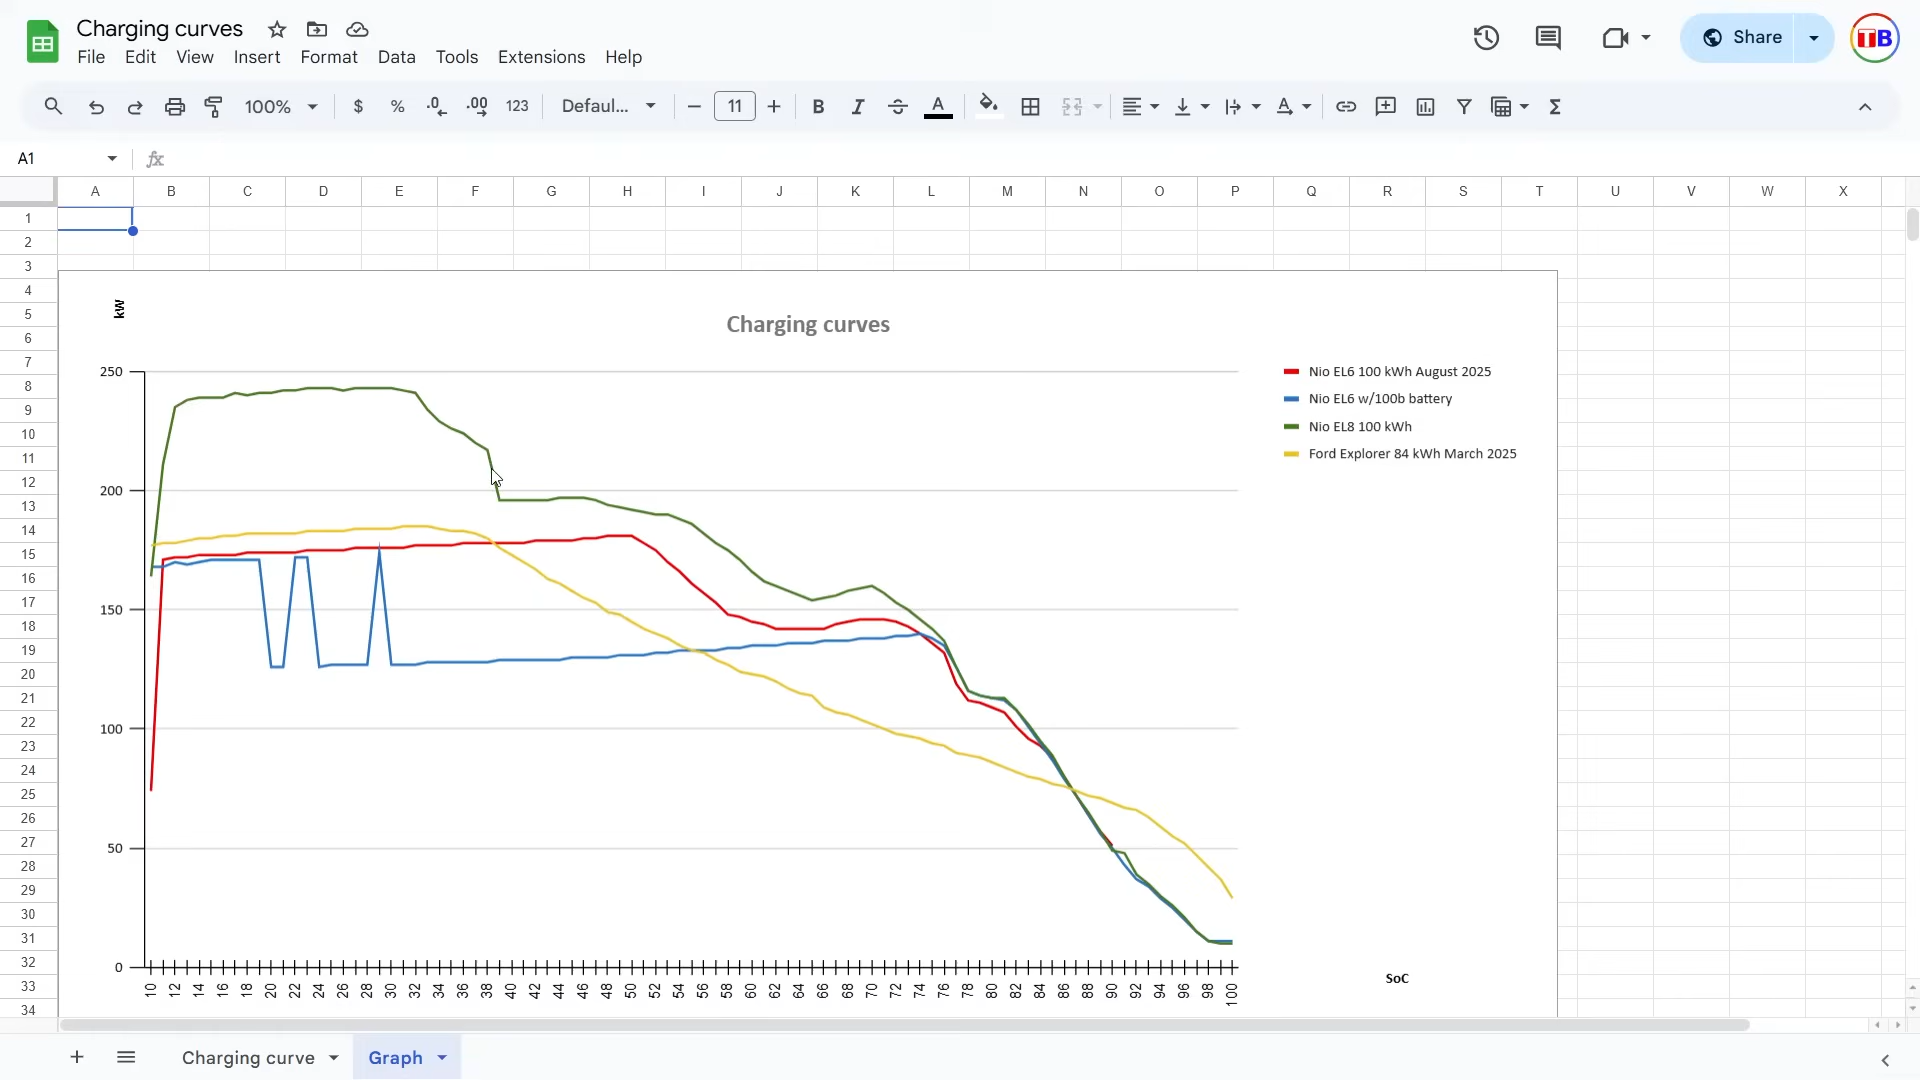 Charging curves
File Edit View Insert Format Data Tools Extensions Help
Share
TB
100% $ % .0 .00 123 Defaul... 11 B I S A Σ
A1 fx
A B C D E F G H I J K L M N O P Q R S T U V W X
1
2
3
4
5
6
7
8
9
10
11
12
13
14
15
16
17
18
19
20
21
22
23
24
25
26
27
28
29
30
31
32
33
34
kW
Charging curves
250
200
150
100
50
0
Nio EL6 100 kWh August 2025
Nio EL6 w/100b battery
Nio EL8 100 kWh
Ford Explorer 84 kWh March 2025
10 12 14 16 18 20 22 24 26 28 30 32 34 36 38 40 42 44 46 48 50 52 54 56 58 60 62 64 66 68 70 72 74 76 78 80 82 84 86 88 90 92 94 96 98 100
SoC
Charging curve
Graph